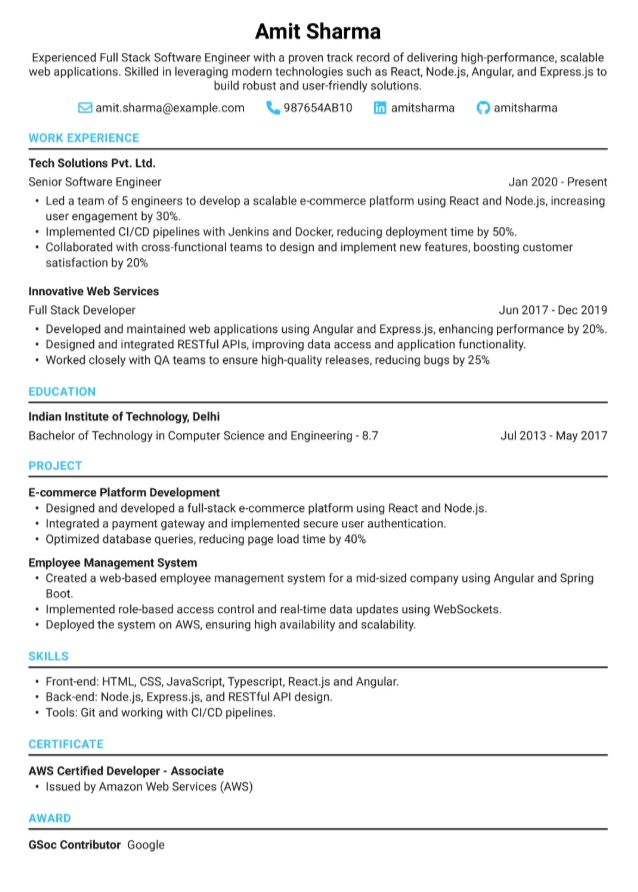 Amit Sharma
Experienced Full Stack Software Engineer with a proven track record of delivering high-performance, scalable
web applications. Skilled in leveraging modern technologies such as React, Node.js, Angular, and Express.js to
build robust and user-friendly solutions.
amit.sharma@example.com 987654AB10 amitsharma amitsharma
WORK EXPERIENCE
Tech Solutions Pvt. Ltd.
Senior Software Engineer Jan 2020 - Present
• Led a team of 5 engineers to develop a scalable e-commerce platform using React and Node.js, increasing
user engagement by 30%.
• Implemented CI/CD pipelines with Jenkins and Docker, reducing deployment time by 50%.
• Collaborated with cross-functional teams to design and implement new features, boosting customer
satisfaction by 20%
Innovative Web Services
Full Stack Developer Jun 2017 - Dec 2019
• Developed and maintained web applications using Angular and Express.js, enhancing performance by 20%.
• Designed and integrated RESTful APIs, improving data access and application functionality.
• Worked closely with QA teams to ensure high-quality releases, reducing bugs by 25%
EDUCATION
Indian Institute of Technology, Delhi
Bachelor of Technology in Computer Science and Engineering - 8.7 Jul 2013 - May 2017
PROJECT
E-commerce Platform Development
• Designed and developed a full-stack e-commerce platform using React and Node.js.
• Integrated a payment gateway and implemented secure user authentication.
• Optimized database queries, reducing page load time by 40%
Employee Management System
• Created a web-based employee management system for a mid-sized company using Angular and Spring
Boot.
• Implemented role-based access control and real-time data updates using WebSockets.
• Deployed the system on AWS, ensuring high availability and scalability.
SKILLS
• Front-end: HTML, CSS, JavaScript, Typescript, React.js and Angular.
• Back-end: Node.js, Express.js, and RESTful API design.
• Tools: Git and working with CI/CD pipelines.
CERTIFICATE
AWS Certified Developer - Associate
• Issued by Amazon Web Services (AWS)
AWARD
GSoc Contributor Google